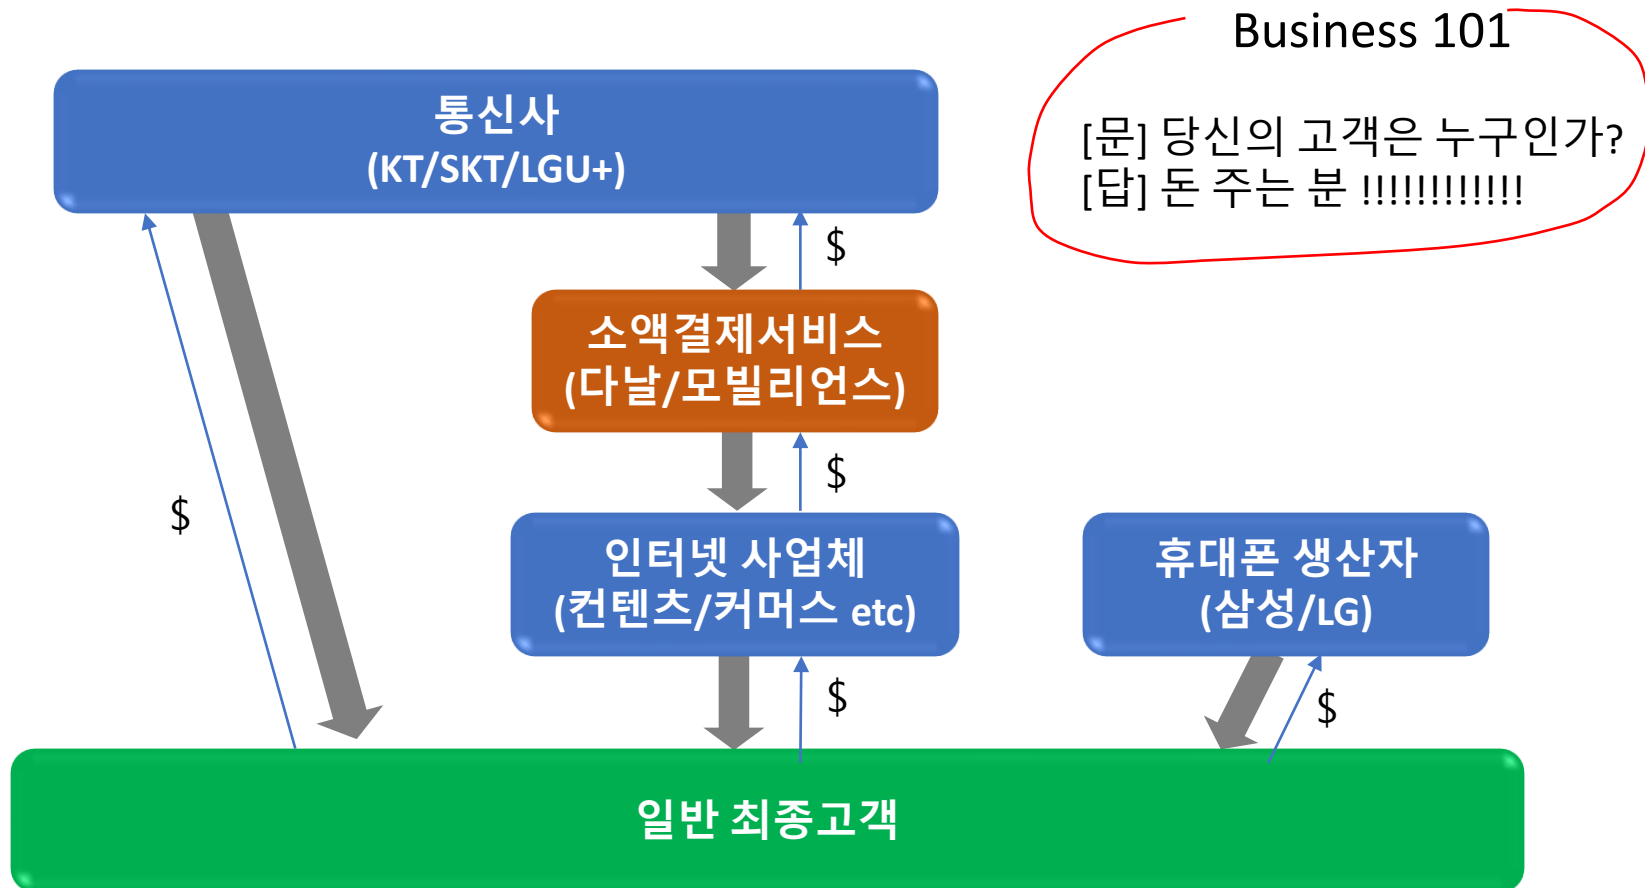 Business 101
[문] 당신의 고객은 누구인가?
[답] 돈 주는 분 !!!!!!!!!!!!
통신사
(KT/SKT/LGU+)
$
소액결제서비스
(다날/모빌리언스)
$
$
인터넷 사업체
(컨텐츠/커머스 etc)
휴대폰 생산자
(삼성/LG)
$
$
일반 최종고객